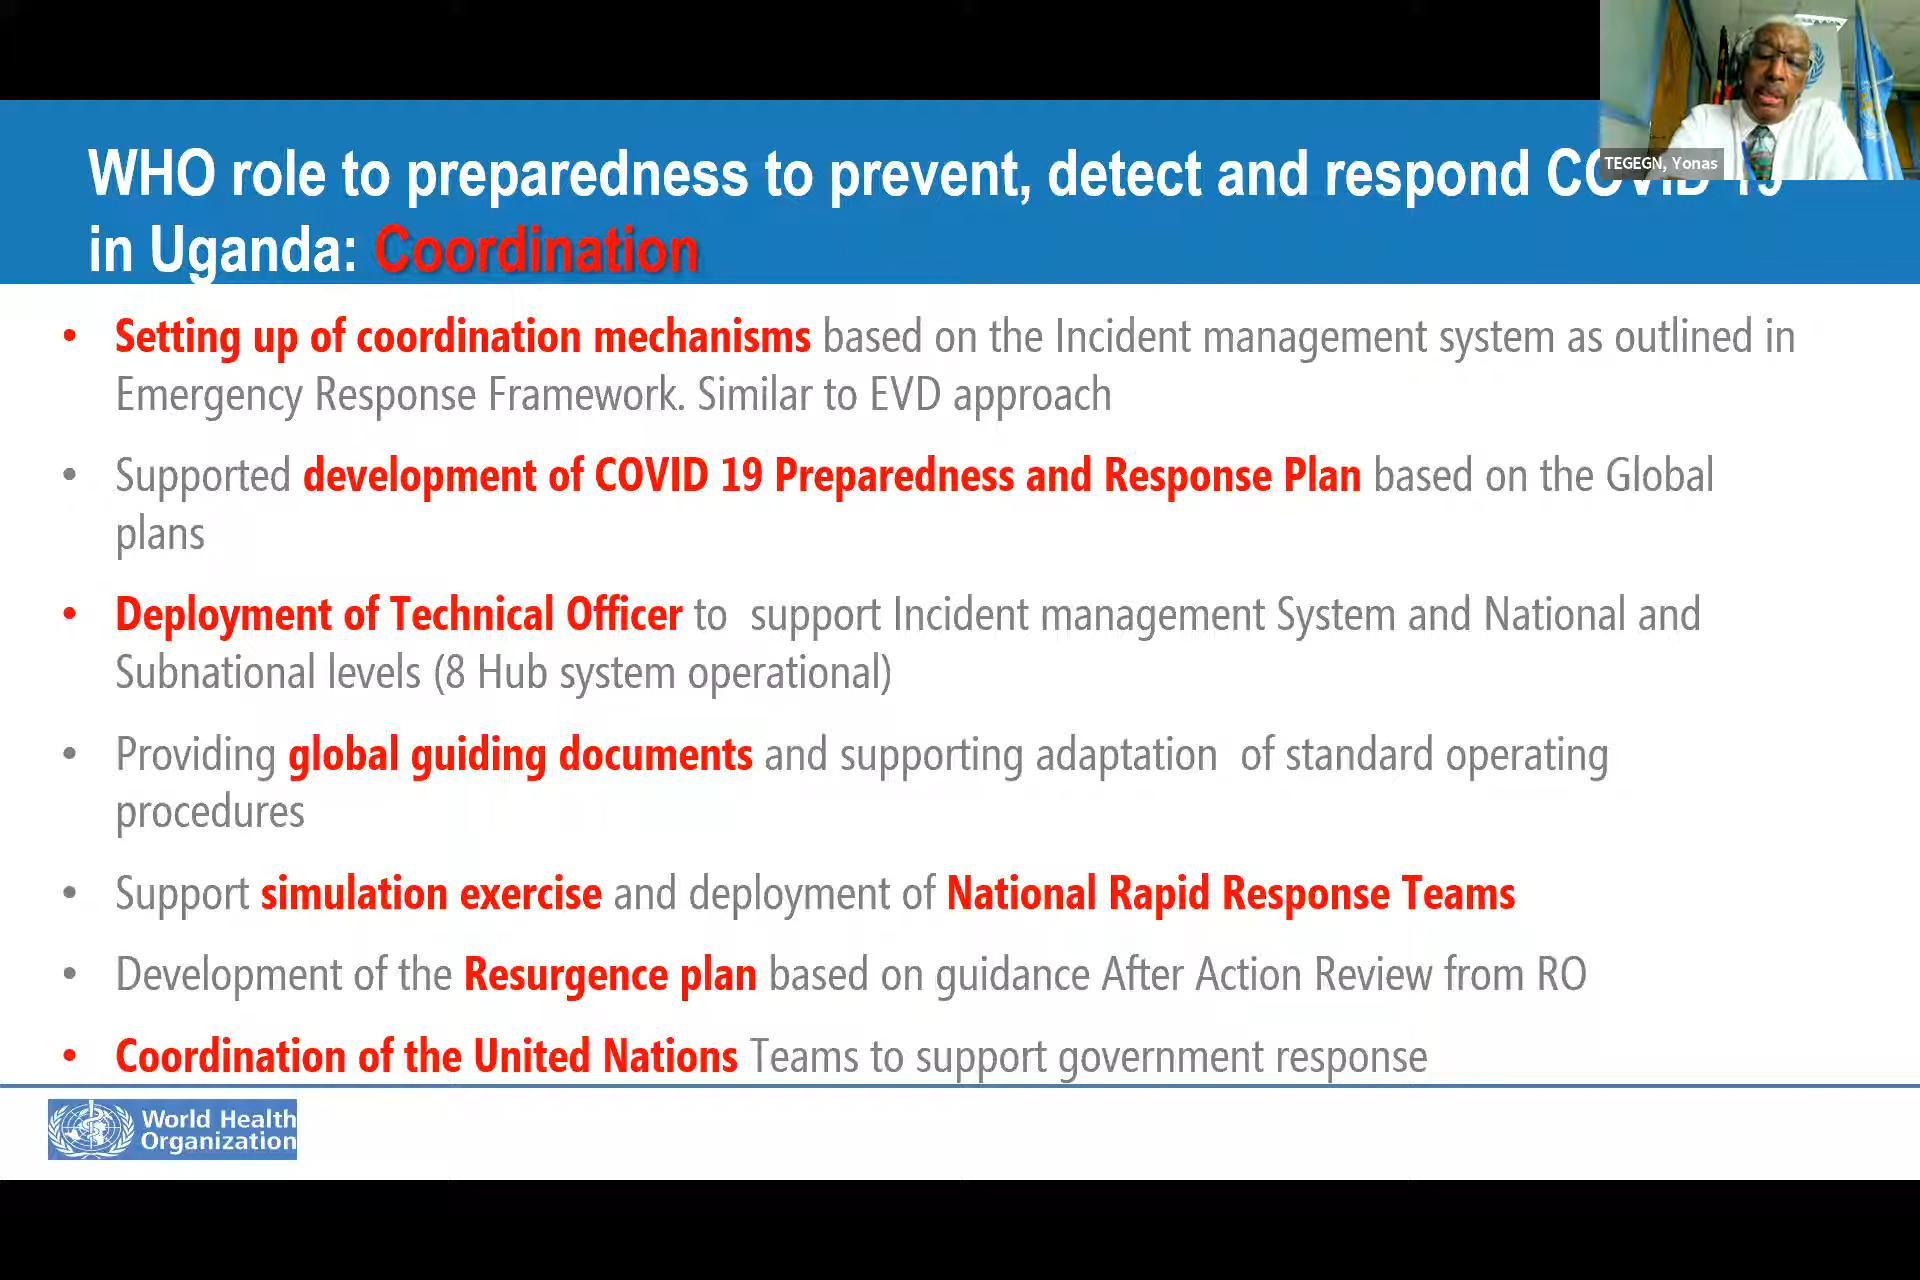 WHO role to preparedness to prevent, detect and respond COVID 19
TEGEGN, Yonas
in Uganda: Coordination
• Setting up of coordination mechanisms based on the Incident management system as outlined in
Emergency Response Framework. Similar to EVD approach
• Supported development of COVID 19 Preparedness and Response Plan based on the Global
plans
• Deployment of Technical Officer to support Incident management System and National and
Subnational levels (8 Hub system operational)
• Providing global guiding documents and supporting adaptation of standard operating
procedures
• Support simulation exercise and deployment of National Rapid Response Teams
• Development of the Resurgence plan based on guidance After Action Review from RO
• Coordination of the United Nations Teams to support government response
World Health
Organization